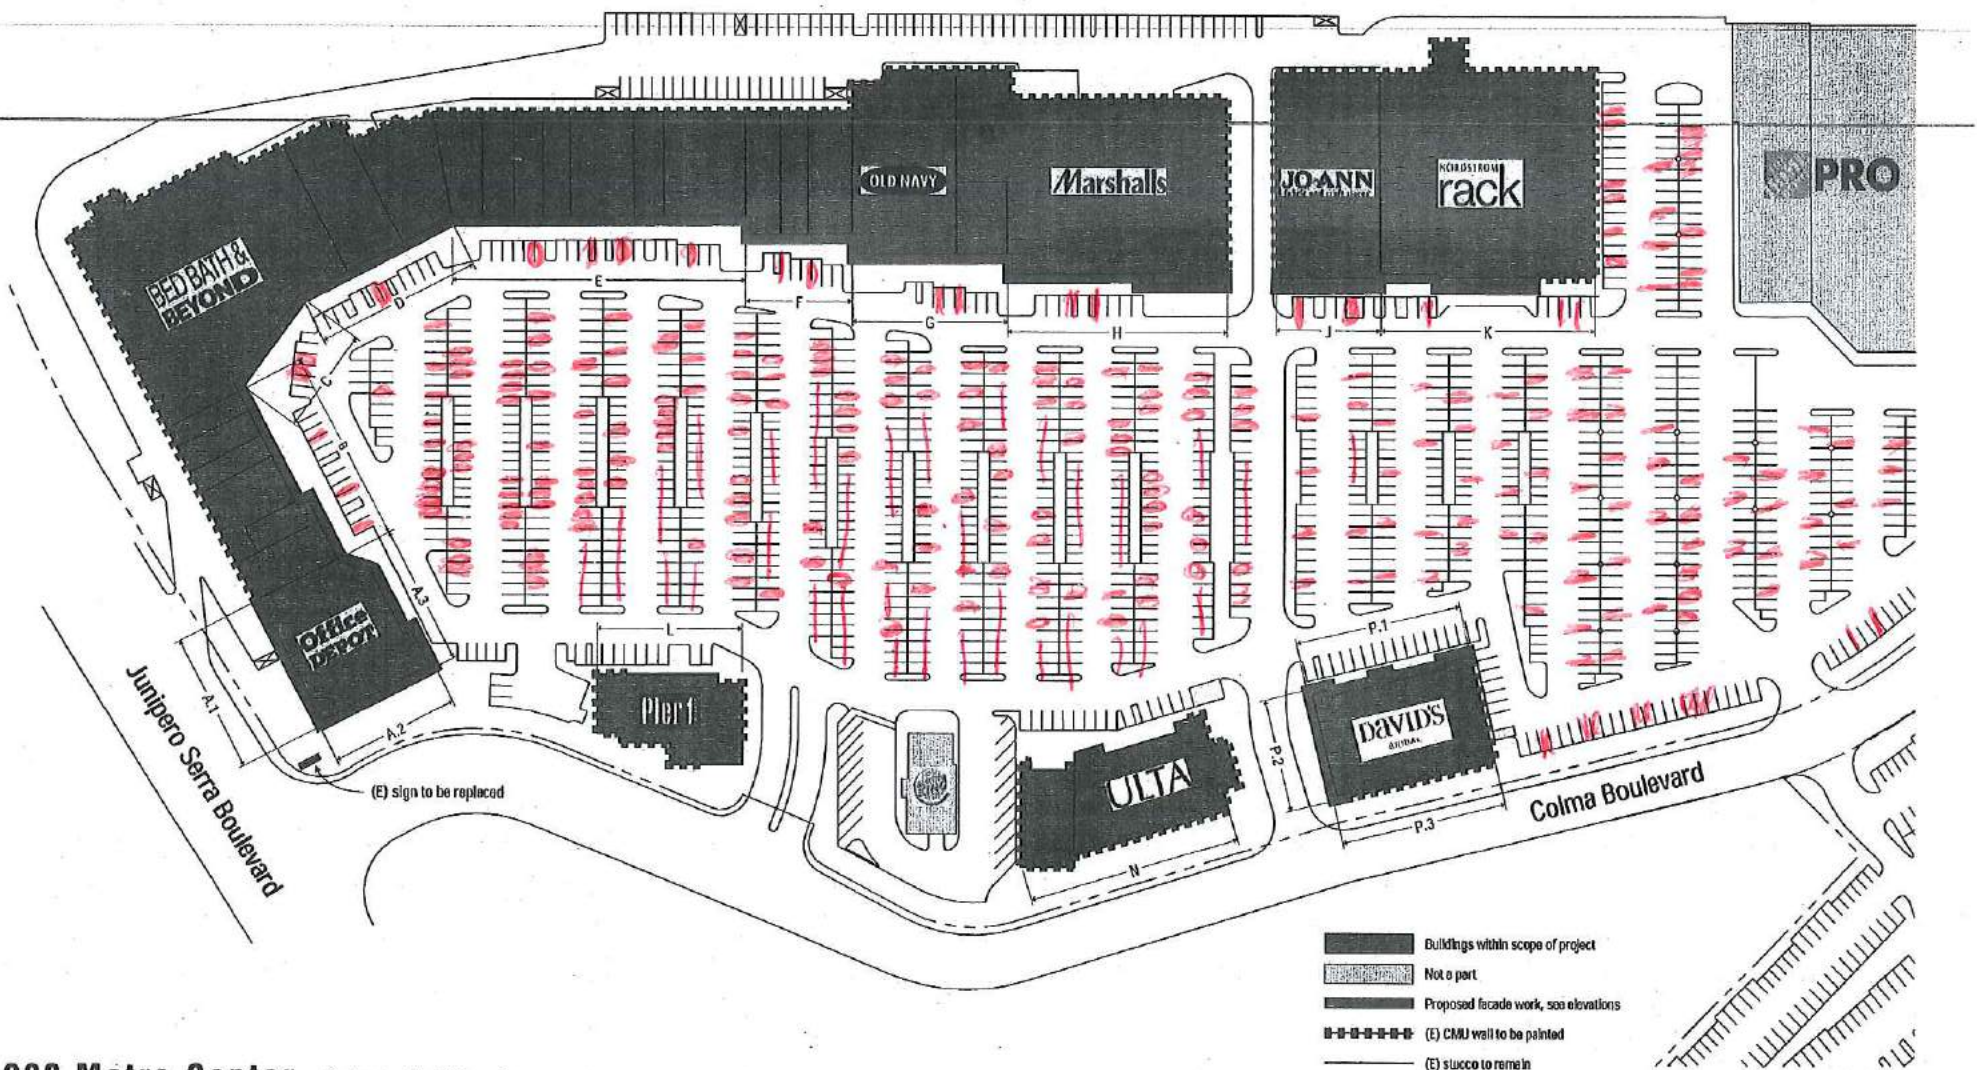 OLD NAVY
Marshalls
JO-ANN
NORDSTROM
rack
PRO
BED BATH &
BEYOND
D
E
F
G
H
J
K
C
B
A.3
Office
DEPOT
A.1
A.2
L
Pier 1
P.1
P.2
DAVID'S
BRIDAL
P.3
ULTA
N
Junipero Serra Boulevard
(E) sign to be replaced
Colma Boulevard
Buildings within scope of project
Not a part
Proposed facade work, see elevations
(E) CMU wall to be painted
(E) stucco to remain